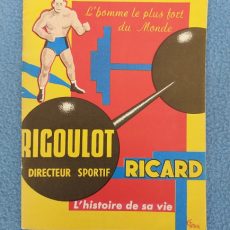 L'homme le plus fort
du Monde
RIGOULOT
DIRECTEUR SPORTIF RICARD
L'histoire de sa vie